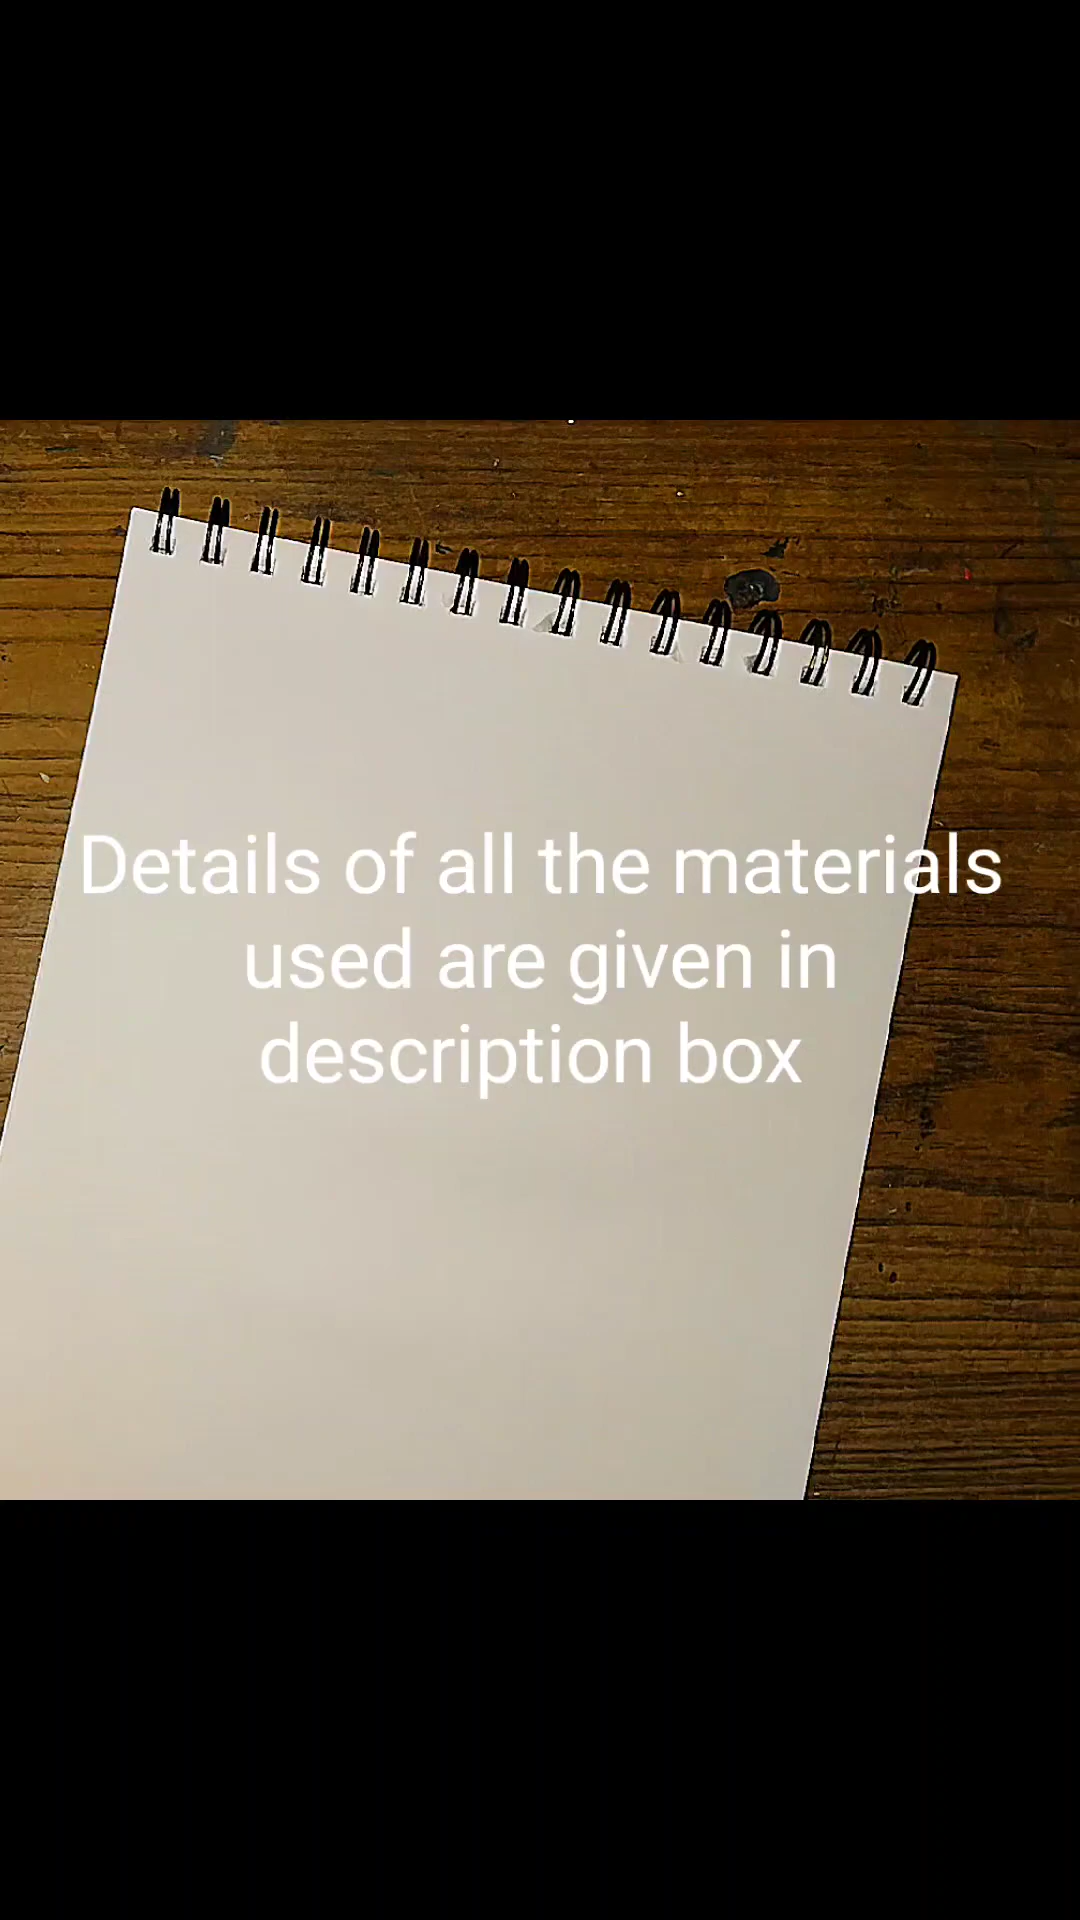 Details of all the materials
used are given in
description box